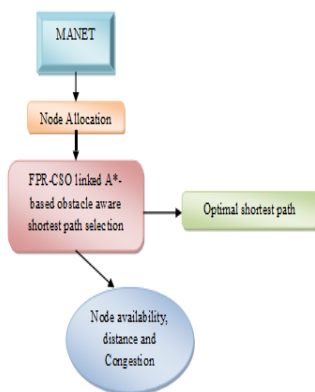 MANET
Node Allocation
FPR-CSO linked A*-
based obstacle aware
shortest path selection
Optimal shortest path
Node availability,
distance and
Congestion